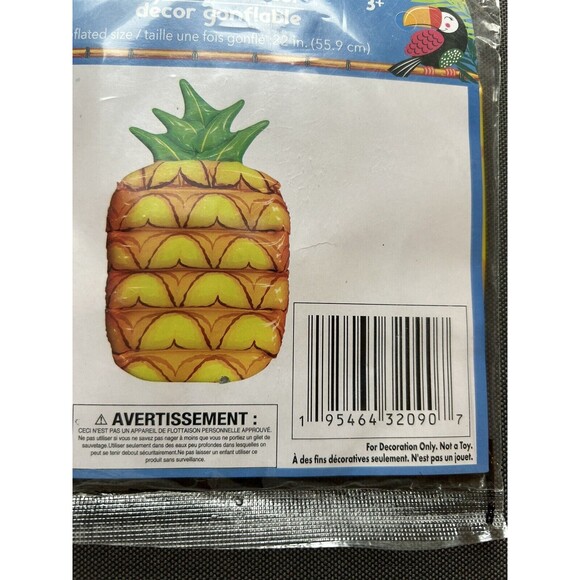 décor gonflable
3+
flated size / taille une fois gonflé 22 in. (55.9 cm)
⚠ AVERTISSEMENT :
CECI N'EST PAS UN APPAREIL DE FLOTTAISON PERSONNELLE APPROUVÉ.
Ne pas utiliser si vous ne savez pas nager à moins que vous ne portiez un gilet de
sauvetage.Utiliser seulement dans des eaux peu profondes dans lesquelles on
peut se tenir debout sécuritairement.Ne pas laisser un enfant utiliser ce
produit sans surveillance.
1 95464 32090 7
For Decoration Only. Not a Toy.
À des fins décoratives seulement. N'est pas un jouet.